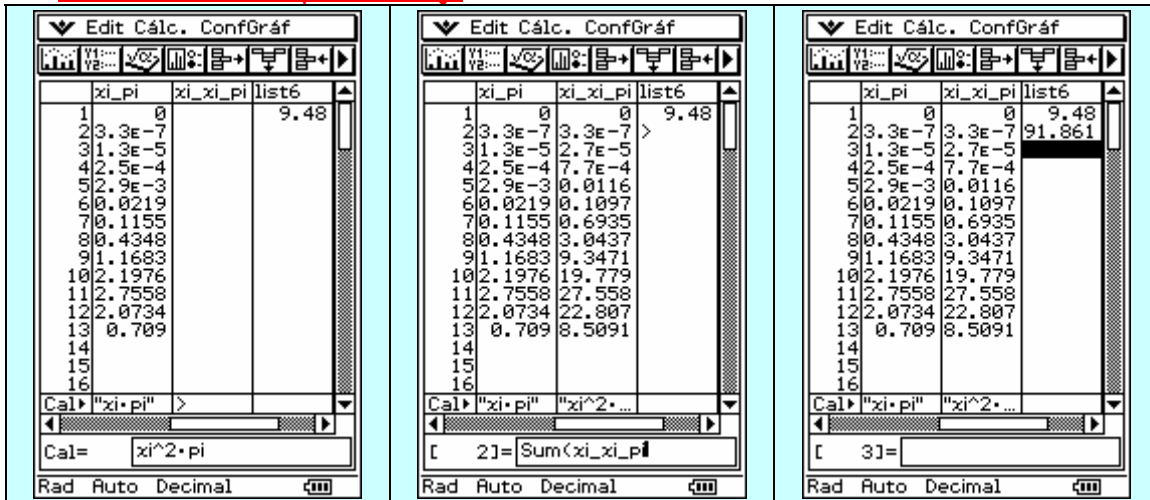 Edit Cálc. ConfGráf
xi_pi xi_xi_pi list6
1 0 9.48
2 3.3E-7
3 1.3E-5
4 2.5E-4
5 2.9E-3
6 0.0219
7 0.1155
8 0.4348
9 1.1683
10 2.1976
11 2.7558
12 2.0734
13 0.709
14
15
16
Cal▸ "xi·pi" >
Cal= xi^2·pi
Rad Auto Decimal
Edit Cálc. ConfGráf
xi_pi xi_xi_pi list6
1 0 0 9.48
2 3.3E-7 3.3E-7 >
3 1.3E-5 2.7E-5
4 2.5E-4 7.7E-4
5 2.9E-3 0.0116
6 0.0219 0.1097
7 0.1155 0.6935
8 0.4348 3.0437
9 1.1683 9.3471
10 2.1976 19.779
11 2.7558 27.558
12 2.0734 22.807
13 0.709 8.5091
14
15
16
Cal▸ "xi·pi" "xi^2·...
[ 2]= Sum(xi_xi_pi
Rad Auto Decimal
Edit Cálc. ConfGráf
xi_pi xi_xi_pi list6
1 0 0 9.48
2 3.3E-7 3.3E-7 91.861
3 1.3E-5 2.7E-5
4 2.5E-4 7.7E-4
5 2.9E-3 0.0116
6 0.0219 0.1097
7 0.1155 0.6935
8 0.4348 3.0437
9 1.1683 9.3471
10 2.1976 19.779
11 2.7558 27.558
12 2.0734 22.807
13 0.709 8.5091
14
15
16
Cal▸ "xi·pi" "xi^2·...
[ 3]=
Rad Auto Decimal